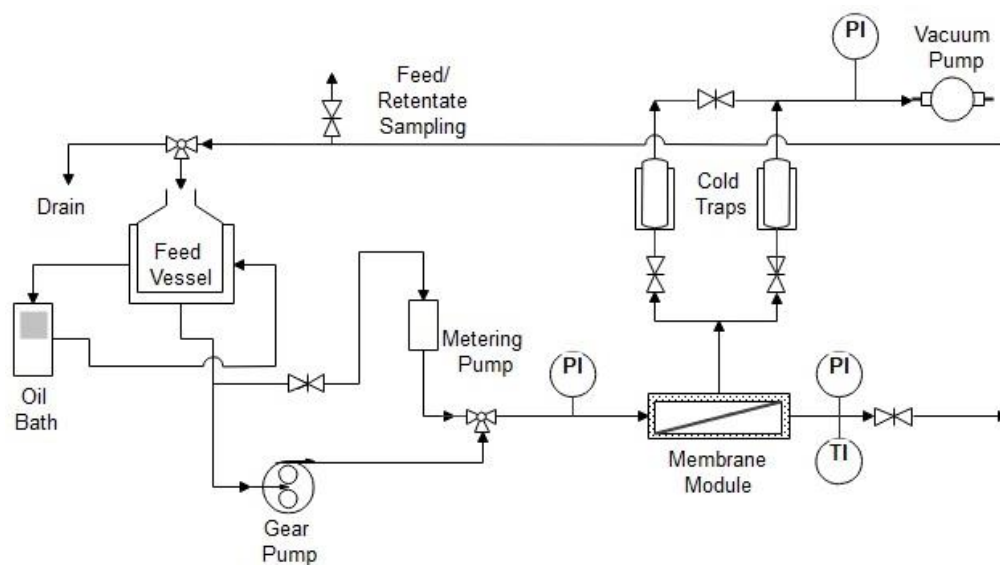 PI
Vacuum
Pump
Feed/
Retentate
Sampling
Drain
Cold
Traps
Feed
Vessel
Oil
Bath
Metering
Pump
PI
PI
TI
Membrane
Module
Gear
Pump